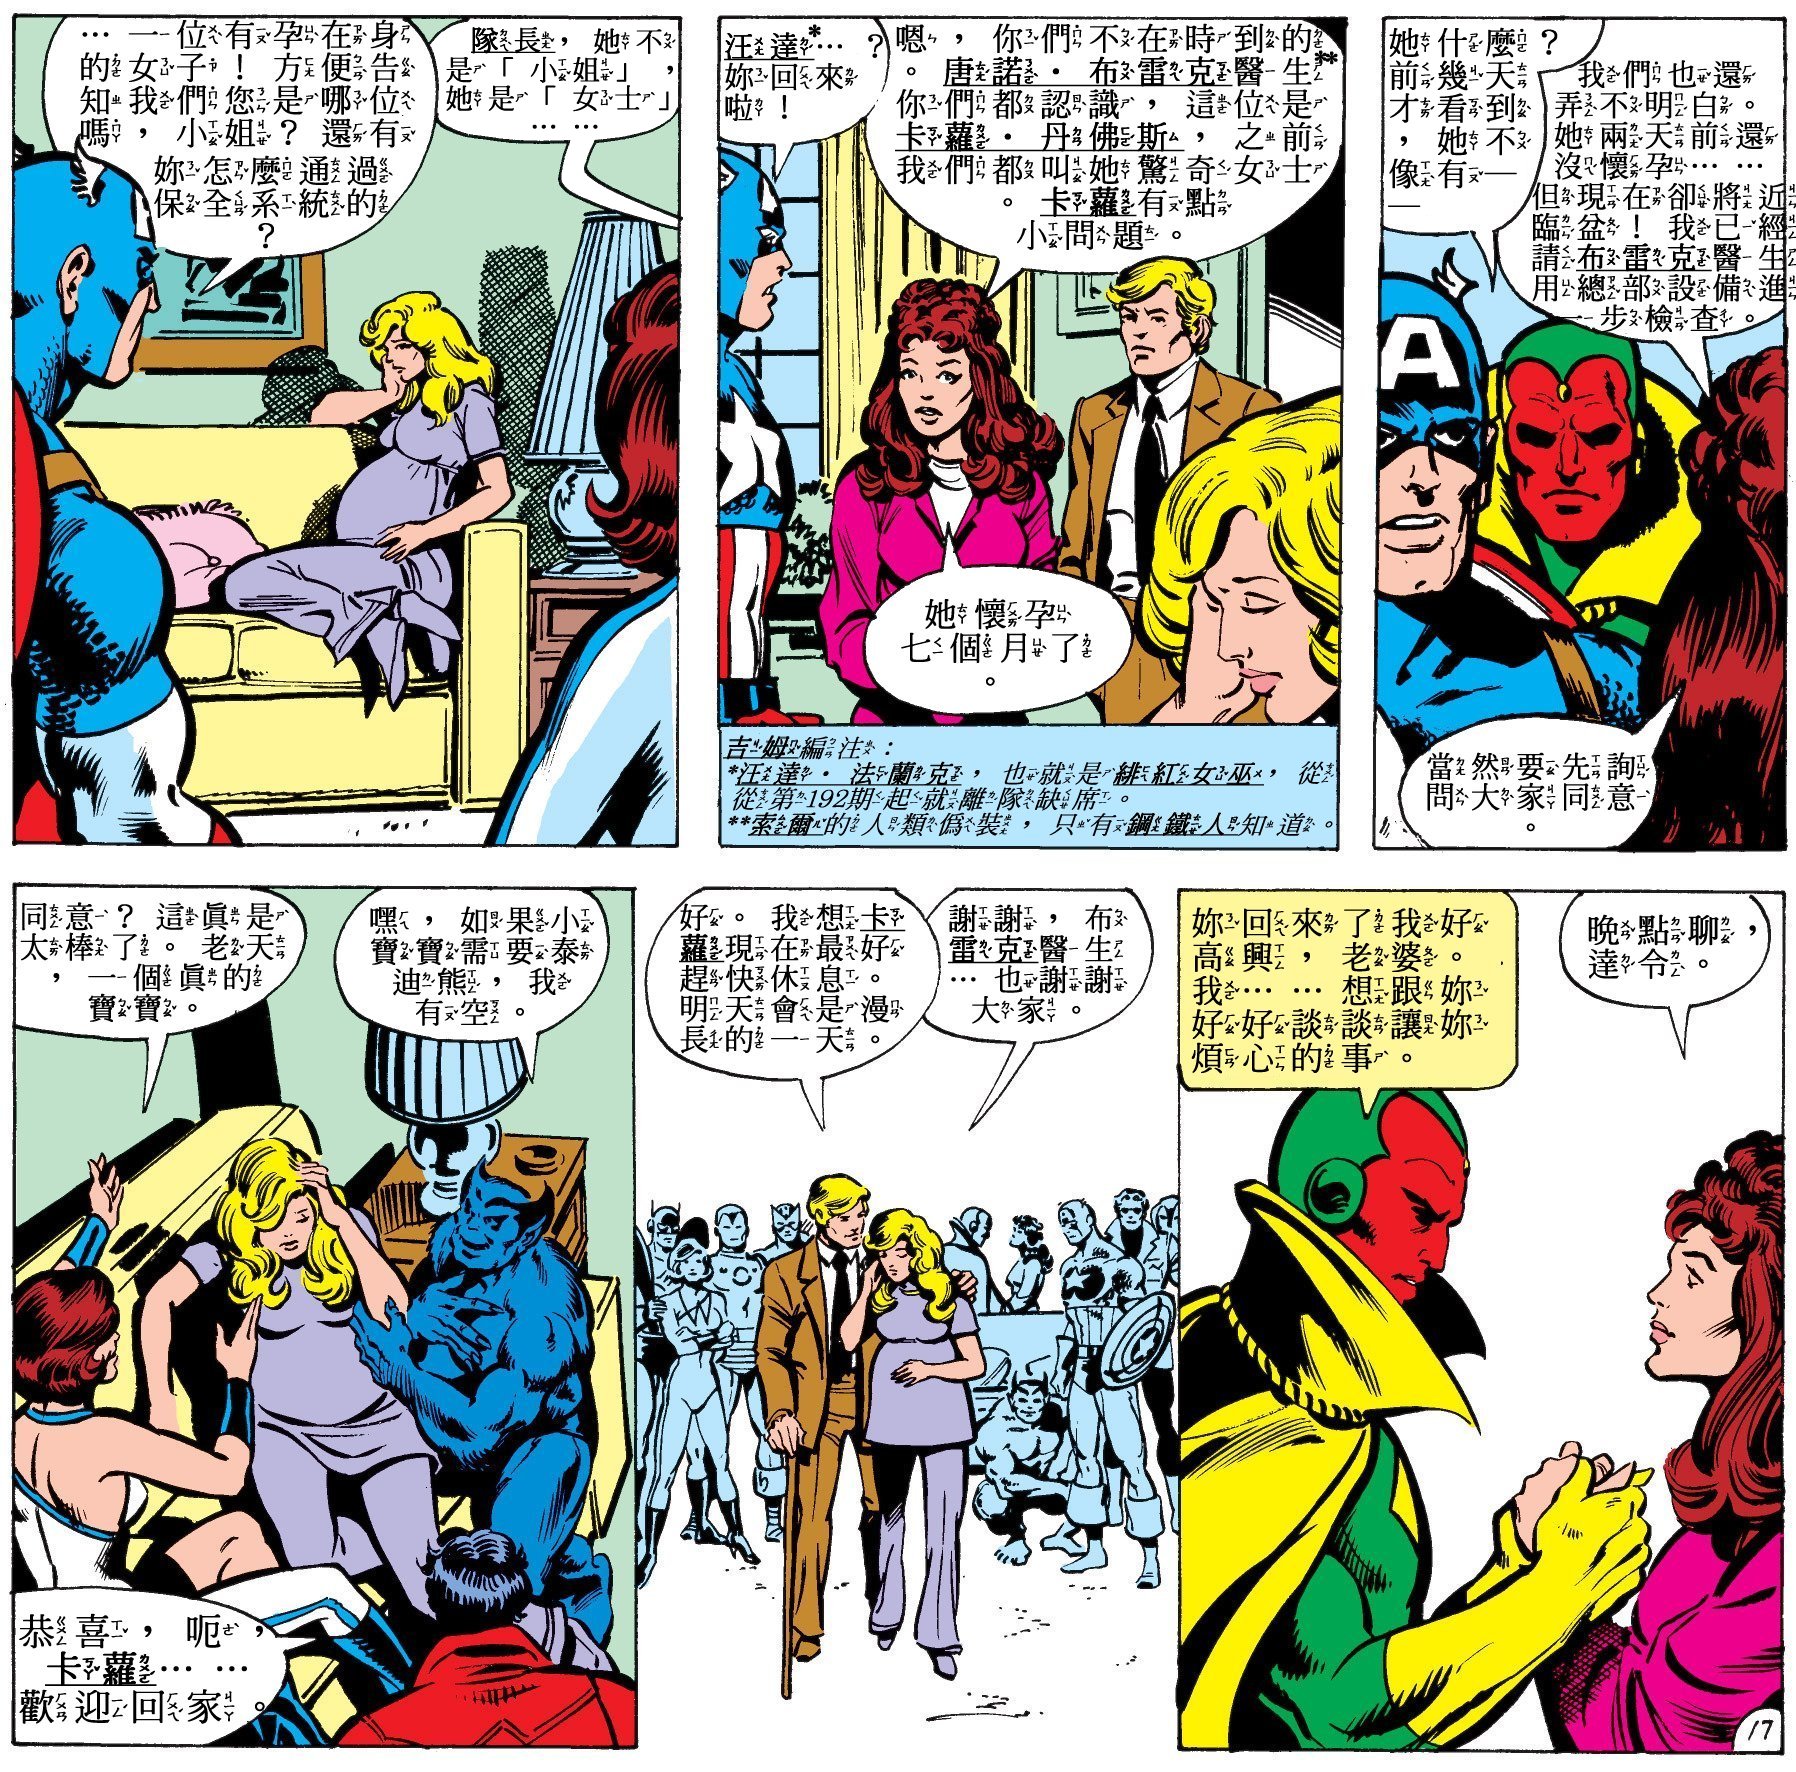 … 一位有孕在身
的女子！方便告
知我們您是哪位
嗎，小姐？還有
妳怎麼通過
保全系統的
？
隊長，她不
是「小姐」，
她是「女士」
……
汪達*…？
妳回來
啦！
嗯，你們不在時到的
。唐諾·布雷克醫生**
你們都認識，這位是
卡蘿·丹佛斯，之前
我們都叫她驚奇女士
。卡蘿有點
小問題。
她懷孕
七個月了
。
吉姆編注：
*汪達·法蘭克，也就是緋紅女巫，從
從第192期起就離隊缺席。
**索爾的人類偽裝，只有鋼鐵人知道。
她什麼？
前幾天
才看到
，她不
像有—
—
我們也還
弄不明白。
她兩天前還
沒懷孕……
但現在卻將近
臨盆！我已經
請布雷克醫生
用總部設備進
一步檢查。
當然要先詢
問大家同意
。
同意？這真是
太棒了。老天
，一個真的
寶寶。
嘿，如果小
寶寶需要泰
迪熊，我
有空。
恭喜，呃，
卡蘿……
歡迎回家。
好。我想卡
蘿現在最好
趕快休息。
明天會是漫
長的一天。
謝謝，布
雷克醫生
…也謝謝
大家。
妳回來了我好
高興，老婆。
我……想跟妳
好好談談讓妳
煩心的事。
晚點聊，
達令。
17